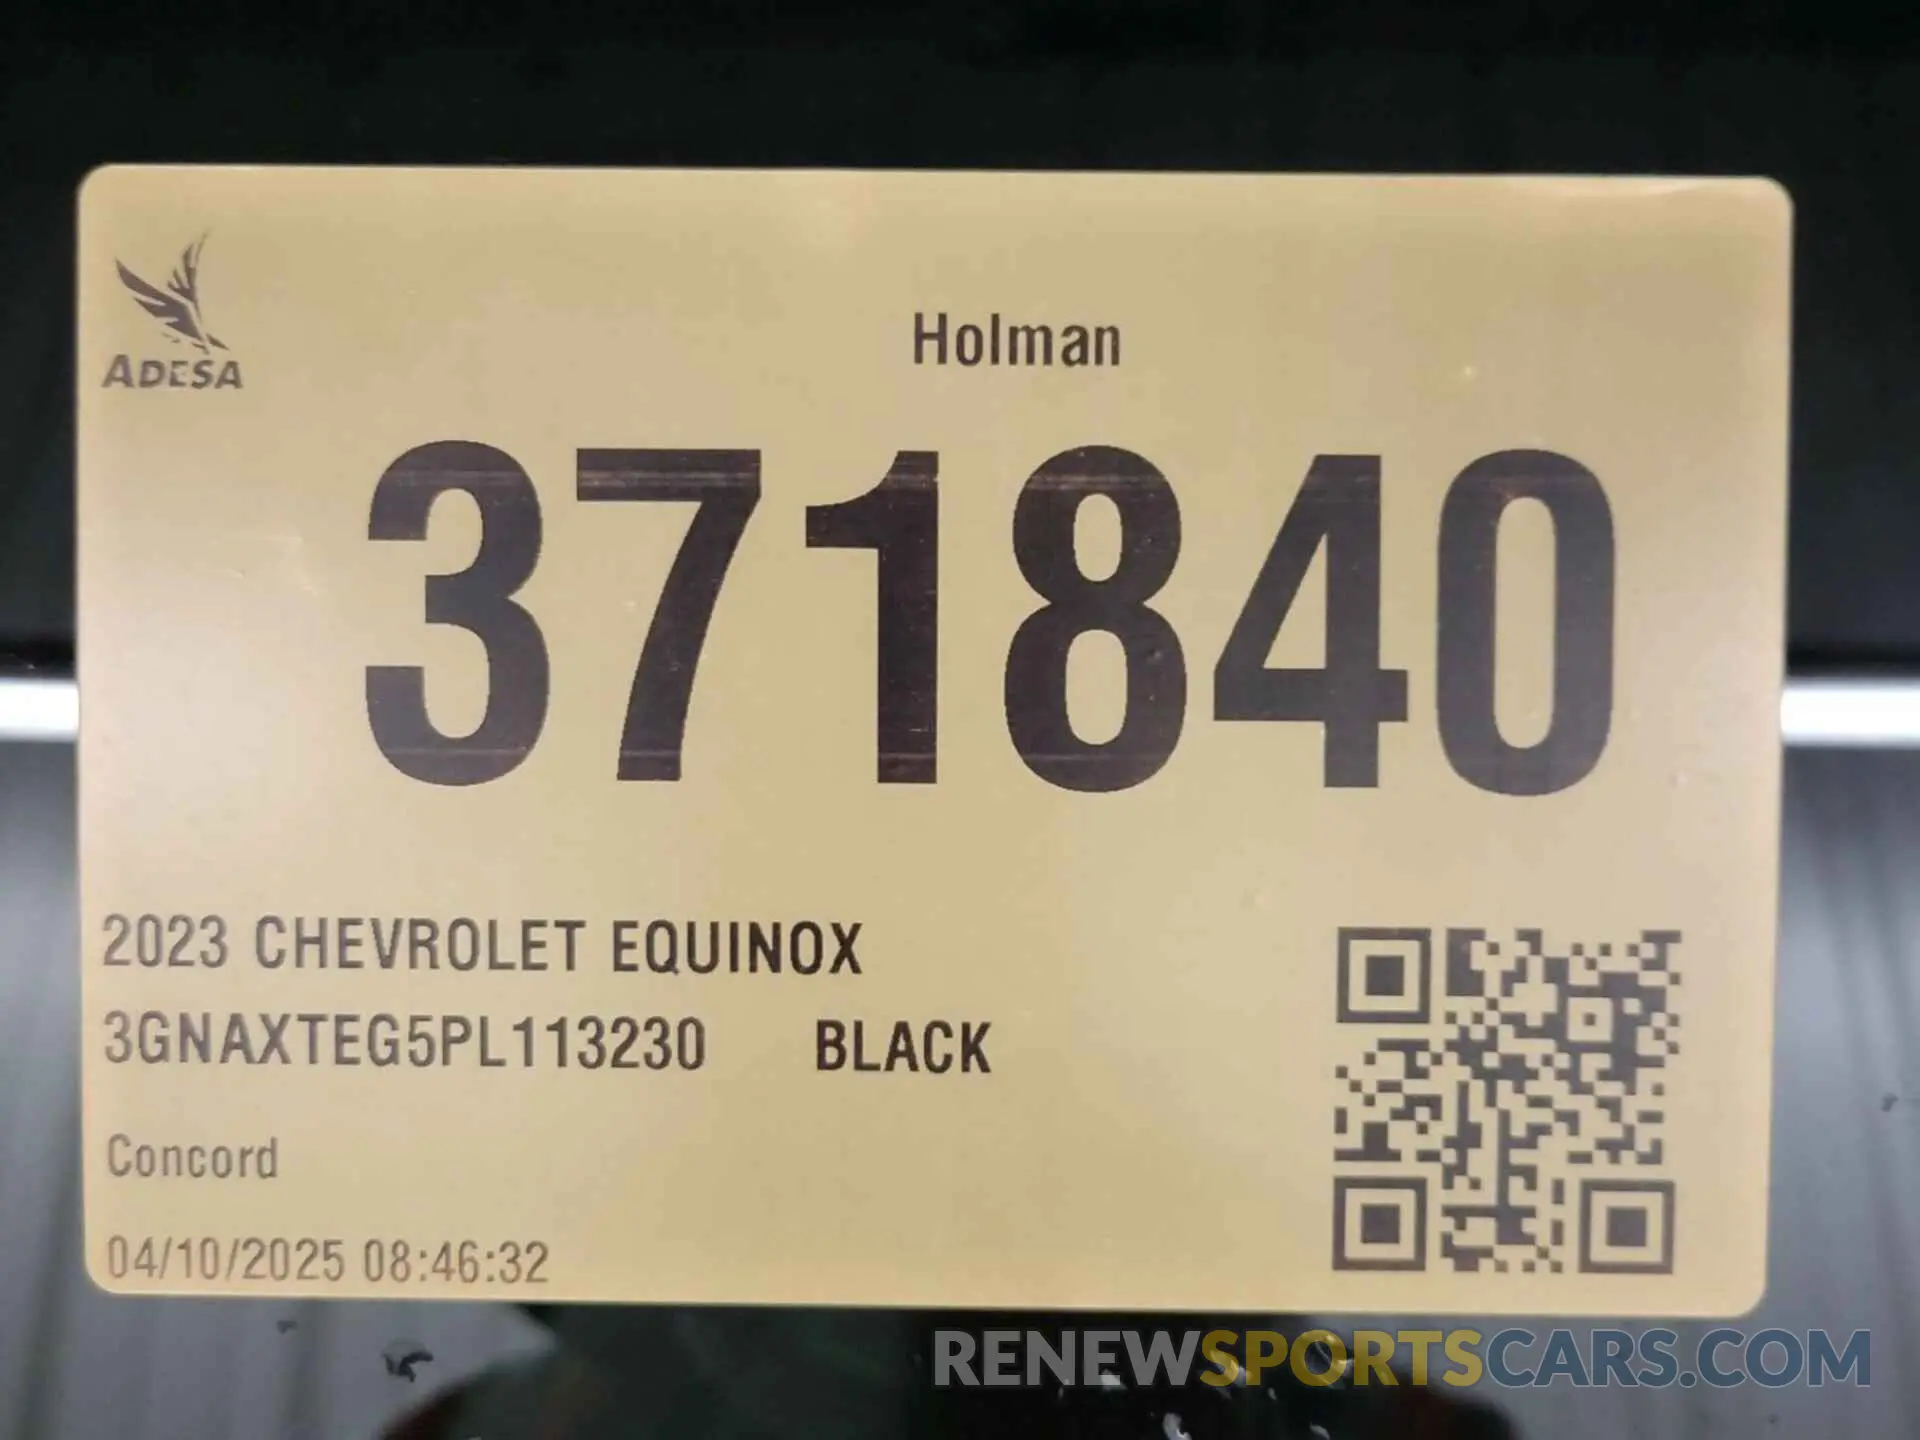 ADESA
Holman
371840
2023 CHEVROLET EQUINOX
3GNAXTEG5PL113230 BLACK
Concord
04/10/2025 08:46:32
RENEWSPORTSCARS.COM